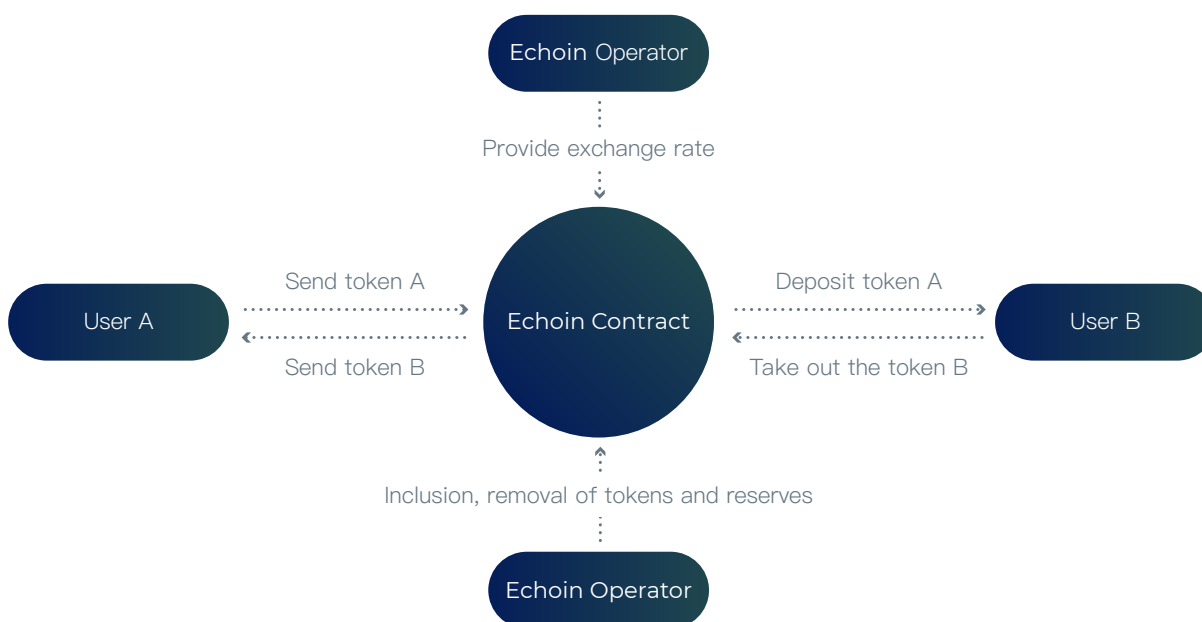 Echoin Operator
Provide exchange rate
Send token A
Deposit token A
User A
Echoin Contract
User B
Send token B
Take out the token B
Inclusion, removal of tokens and reserves
Echoin Operator